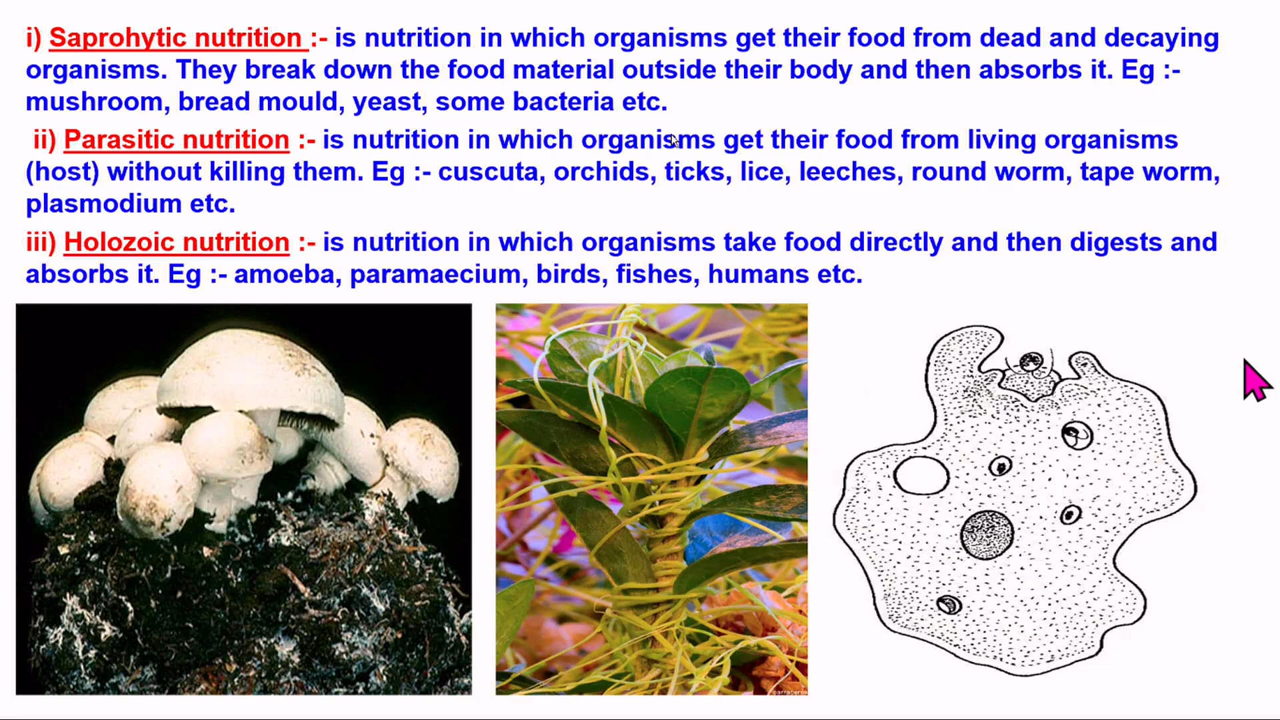 i) Saprohytic nutrition :- is nutrition in which organisms get their food from dead and decaying
organisms. They break down the food material outside their body and then absorbs it. Eg :-
mushroom, bread mould, yeast, some bacteria etc.
ii) Parasitic nutrition :- is nutrition in which organisms get their food from living organisms
(host) without killing them. Eg :- cuscuta, orchids, ticks, lice, leeches, round worm, tape worm,
plasmodium etc.
iii) Holozoic nutrition :- is nutrition in which organisms take food directly and then digests and
absorbs it. Eg :- amoeba, paramaecium, birds, fishes, humans etc.